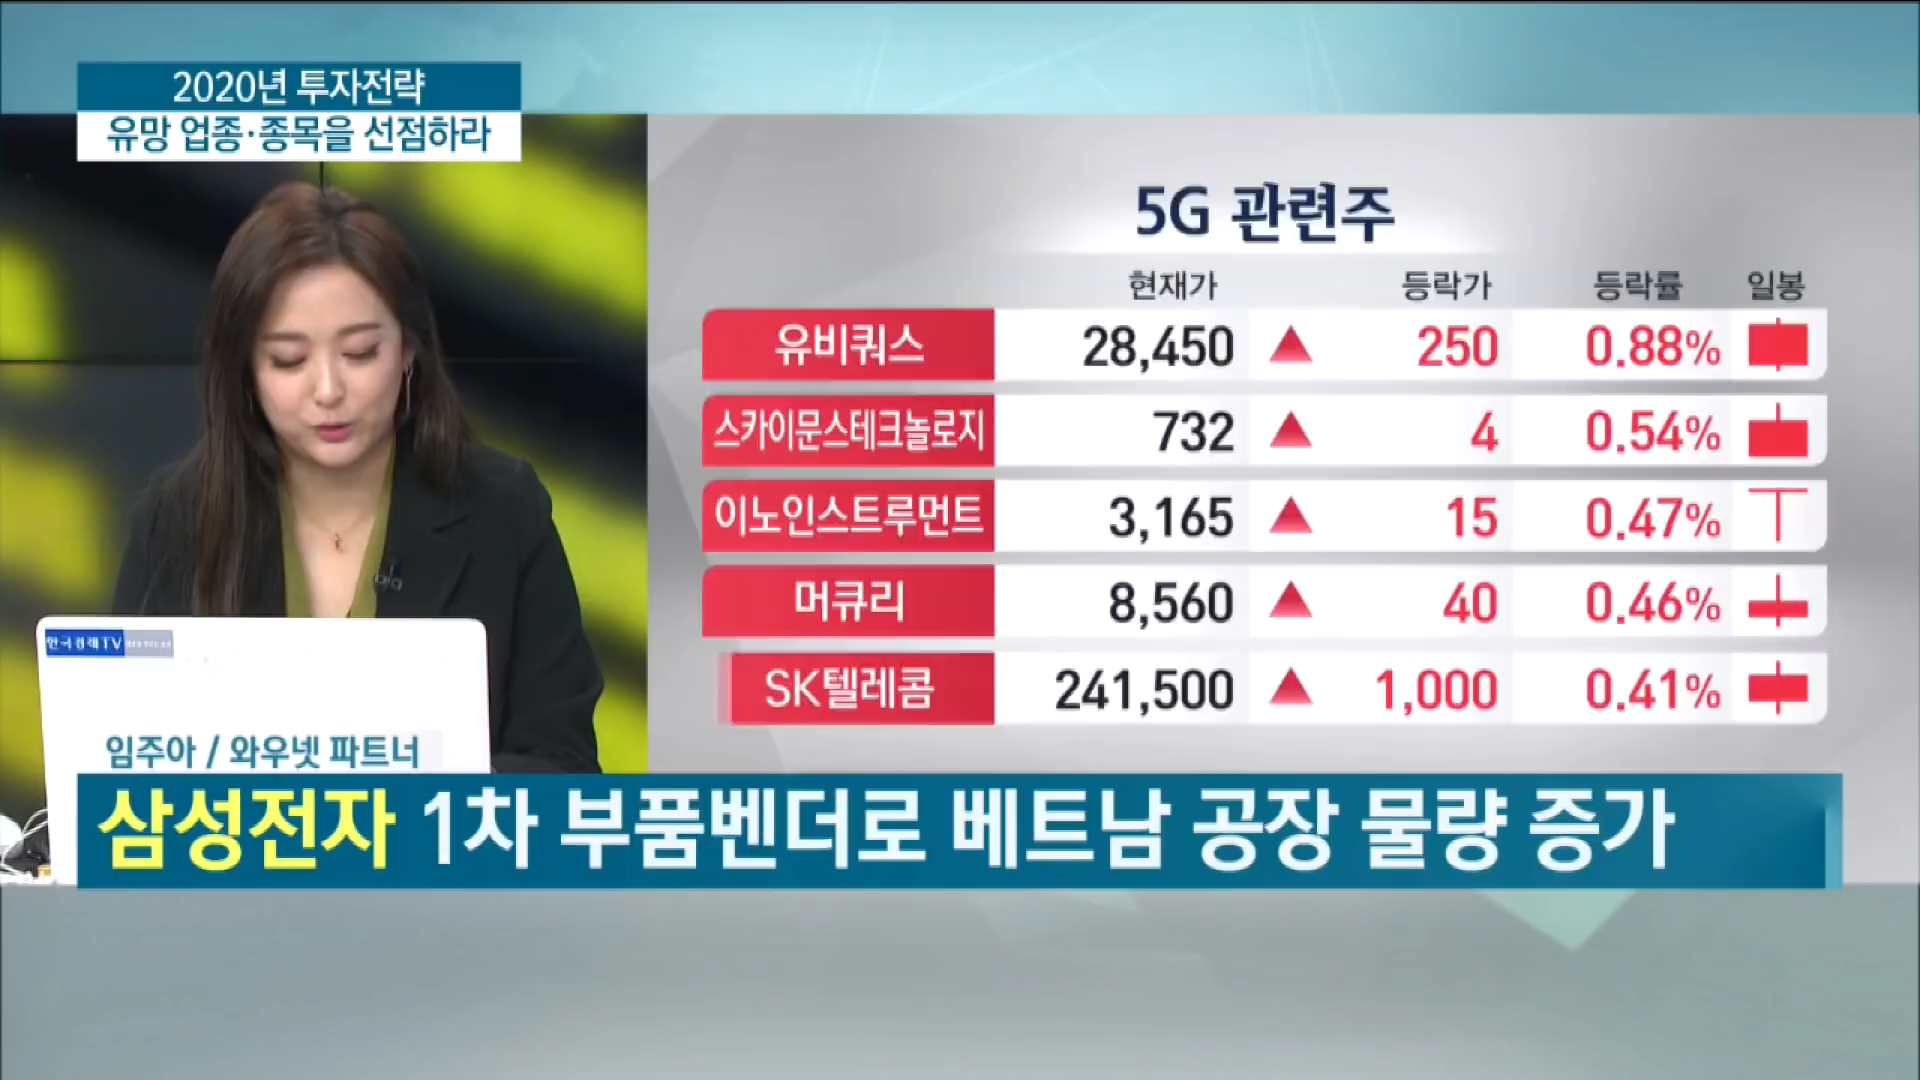 2020년 투자전략
유망 업종·종목을 선점하라
5G 관련주
현재가 등락가 등락률 일봉
유비쿼스 28,450 ▲ 250 0.88%
스카이문스테크놀로지 732 ▲ 4 0.54%
이노인스트루먼트 3,165 ▲ 15 0.47%
머큐리 8,560 ▲ 40 0.46%
SK텔레콤 241,500 ▲ 1,000 0.41%
한국경제TV
임주아 / 와우넷 파트너
삼성전자 1차 부품벤더로 베트남 공장 물량 증가